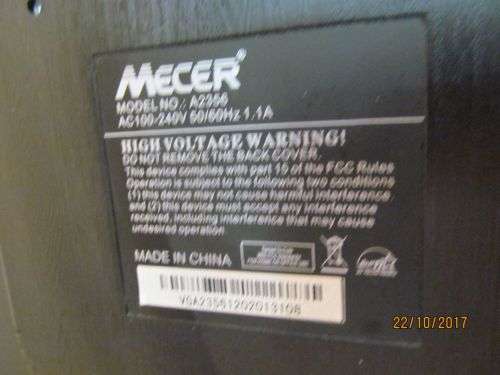 MECER
MODEL NO.: A2356
AC100-240V 50/60Hz 1.1A
HIGH VOLTAGE WARNING!
DO NOT REMOVE THE BACK COVER.
This device complies with part 15 of the FCC Rules
Operation is subject to the following two conditions
(1) this device may not cause harmful interference
and (2) this device must accept any interference
received, including interference that may cause
undesired operation
MADE IN CHINA
VGA23561202013108
22/10/2017